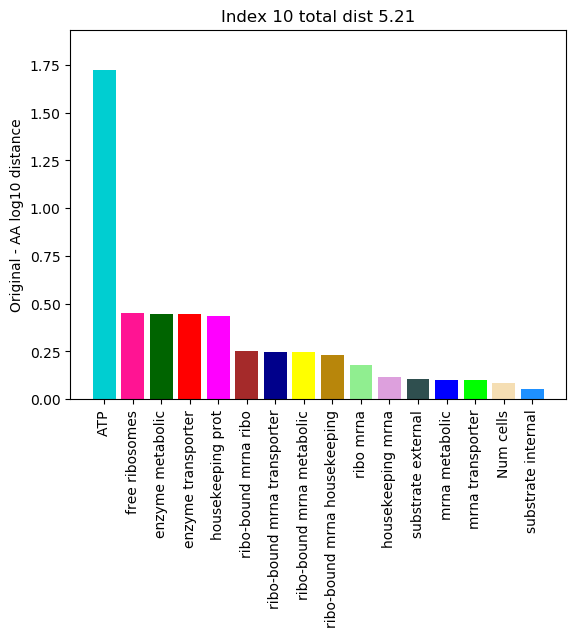 Index 10 total dist 5.21
Original - AA log10 distance
1.75
1.50
1.25
1.00
0.75
0.50
0.25
0.00
ATP
free ribosomes
enzyme metabolic
enzyme transporter
housekeeping prot
ribo-bound mrna ribo
ribo-bound mrna transporter
ribo-bound mrna metabolic
ribo-bound mrna housekeeping
ribo mrna
housekeeping mrna
substrate external
mrna metabolic
mrna transporter
Num cells
substrate internal